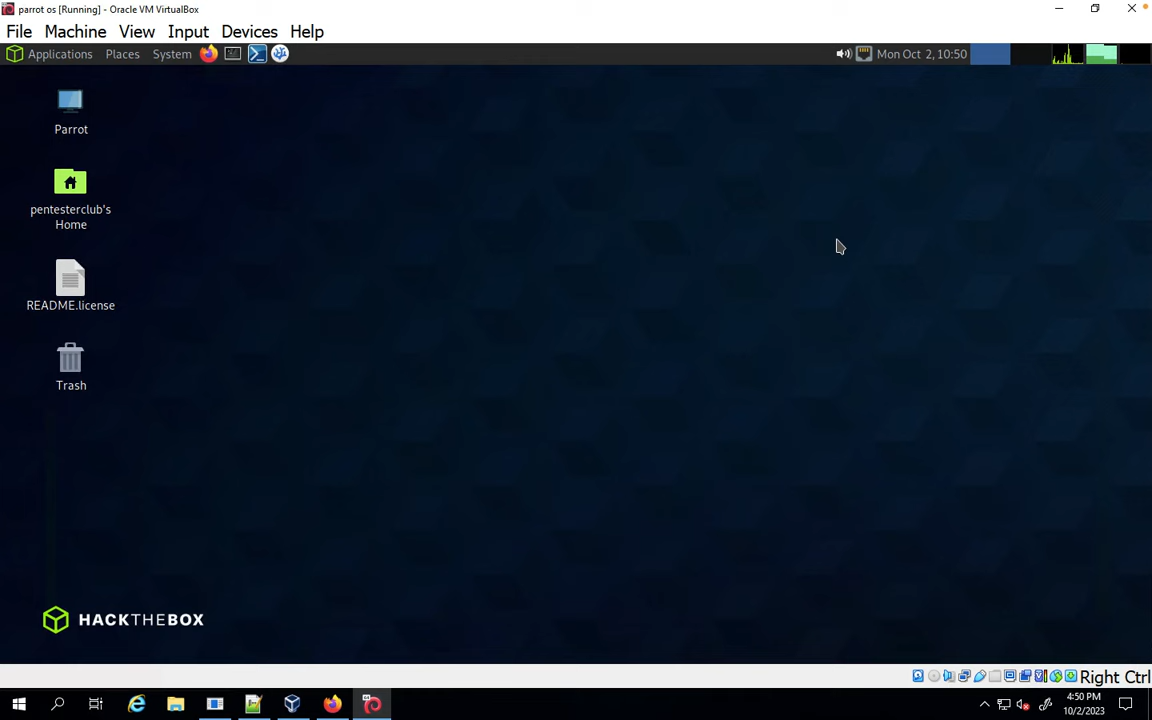 parrot os [Running] - Oracle VM VirtualBox
File Machine View Input Devices Help
Applications Places System Mon Oct 2, 10:50
Parrot
pentesterclub's
Home
README.license
Trash
HACKTHEBOX
Right Ctrl
4:50 PM
10/2/2023